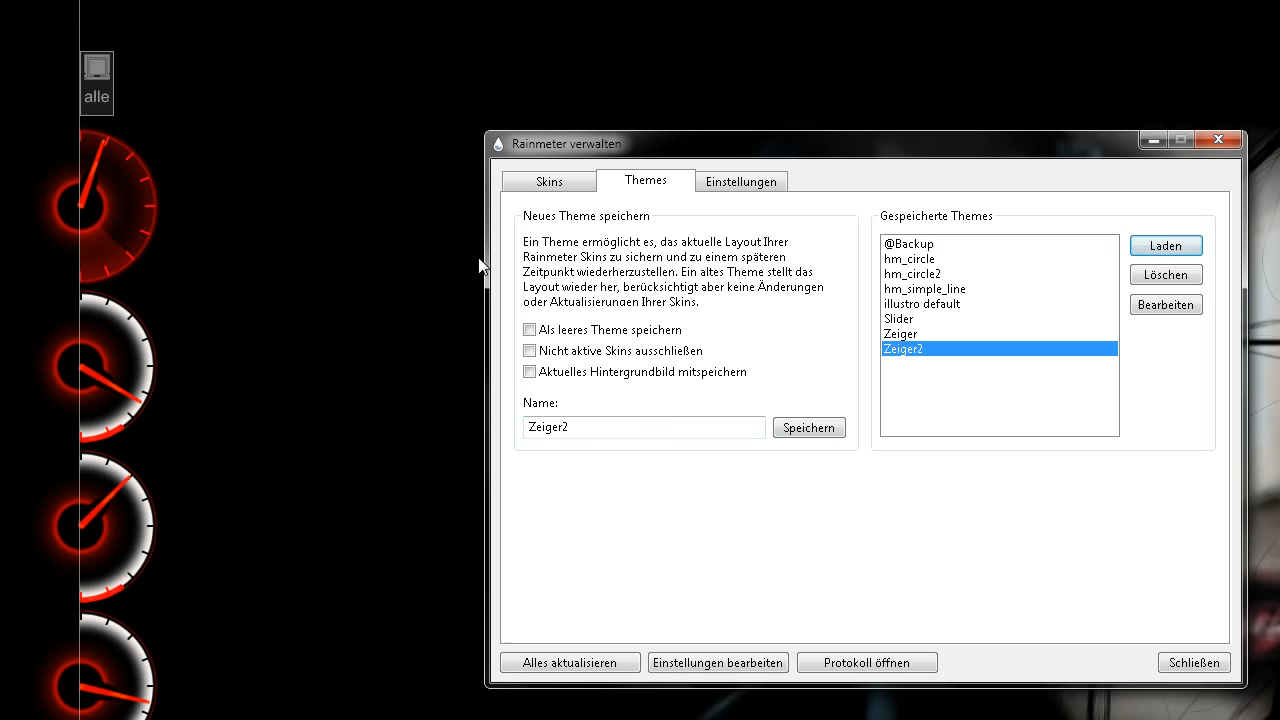 alle
Rainmeter verwalten
Skins
Themes
Einstellungen
Neues Theme speichern
Ein Theme ermöglicht es, das aktuelle Layout Ihrer
Rainmeter Skins zu sichern und zu einem späteren
Zeitpunkt wiederherzustellen. Ein altes Theme stellt das
Layout wieder her, berücksichtigt aber keine Änderungen
oder Aktualisierungen Ihrer Skins.
Als leeres Theme speichern
Nicht aktive Skins ausschließen
Aktuelles Hintergrundbild mitspeichern
Name:
Zeiger2
Speichern
Gespeicherte Themes
@Backup
hm_circle
hm_circle2
hm_simple_line
illustro default
Slider
Zeiger
Zeiger2
Laden
Löschen
Bearbeiten
Alles aktualisieren
Einstellungen bearbeiten
Protokoll öffnen
Schließen